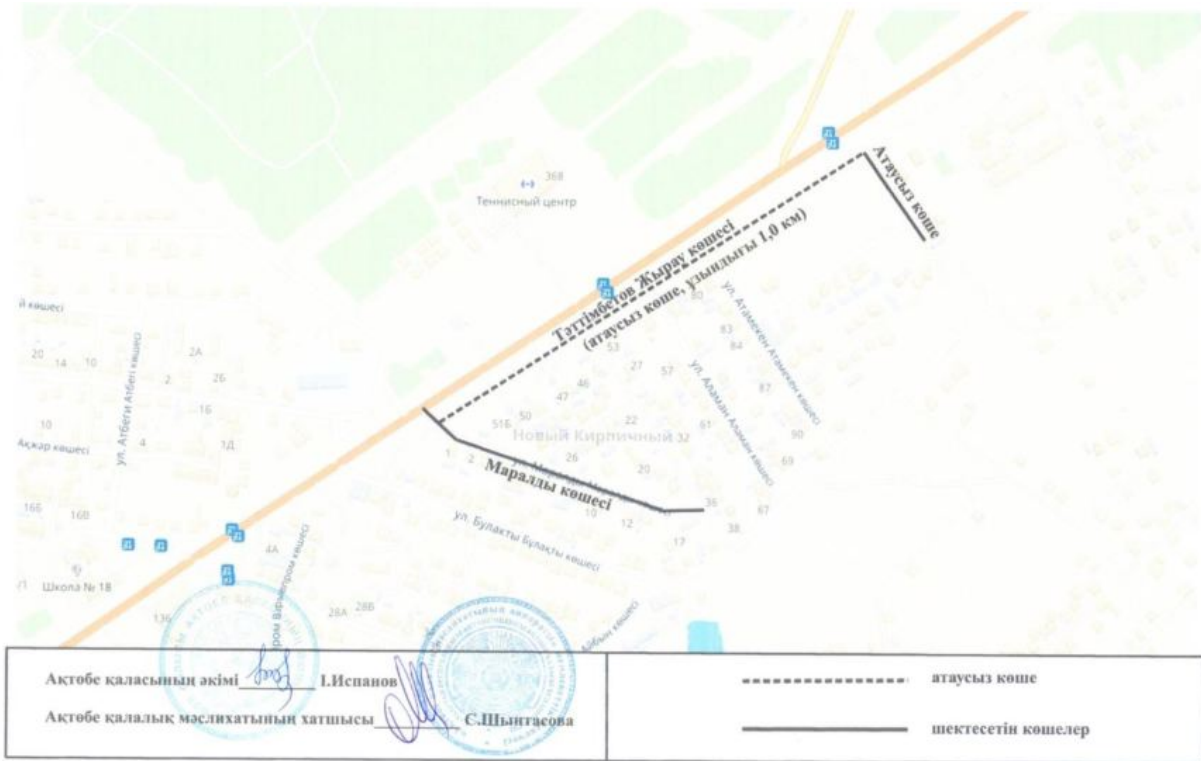 368
Теннисный центр
Атаусыз көше
Тәттімбетов Жырау көшесі
(атаусыз көше, ұзындығы 1,0 км)
й көшесі
20
14
10
2А
2
2Б
1Б
ул. Атбеги Атбегі көшесі
10
4
1Д
Ақжар көшесі
16Б
16В
Школа № 18
/1
13Б
4А
28А
28В
ул. Атамекен Атамекен көшесі
80
83
84
87
90
69
53
27
57
46
47
50
51Б
22
61
ул. Аламан Аламан көшесі
Новый Кирпичный
32
26
20
1
2
Маралды көшесі
10
12
17
36
38
67
ул. Булакты Бұлақты көшесі
Ақтөбе қаласының әкімі
І.Испанов
Ақтөбе қалалық мәслихатының хатшысы
С.Шынтасова
атаусыз көше
шектесетін көшелер